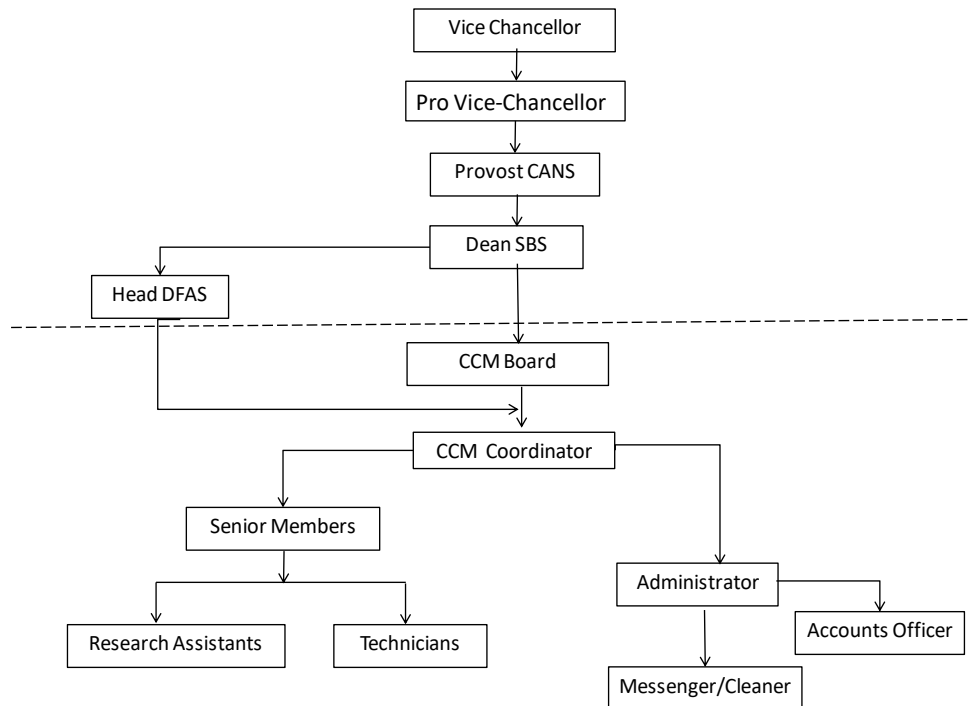 Vice Chancellor
Pro Vice-Chancellor
Provost CANS
Dean SBS
Head DFAS
CCM Board
CCM Coordinator
Senior Members
Administrator
Research Assistants
Technicians
Accounts Officer
Messenger/Cleaner